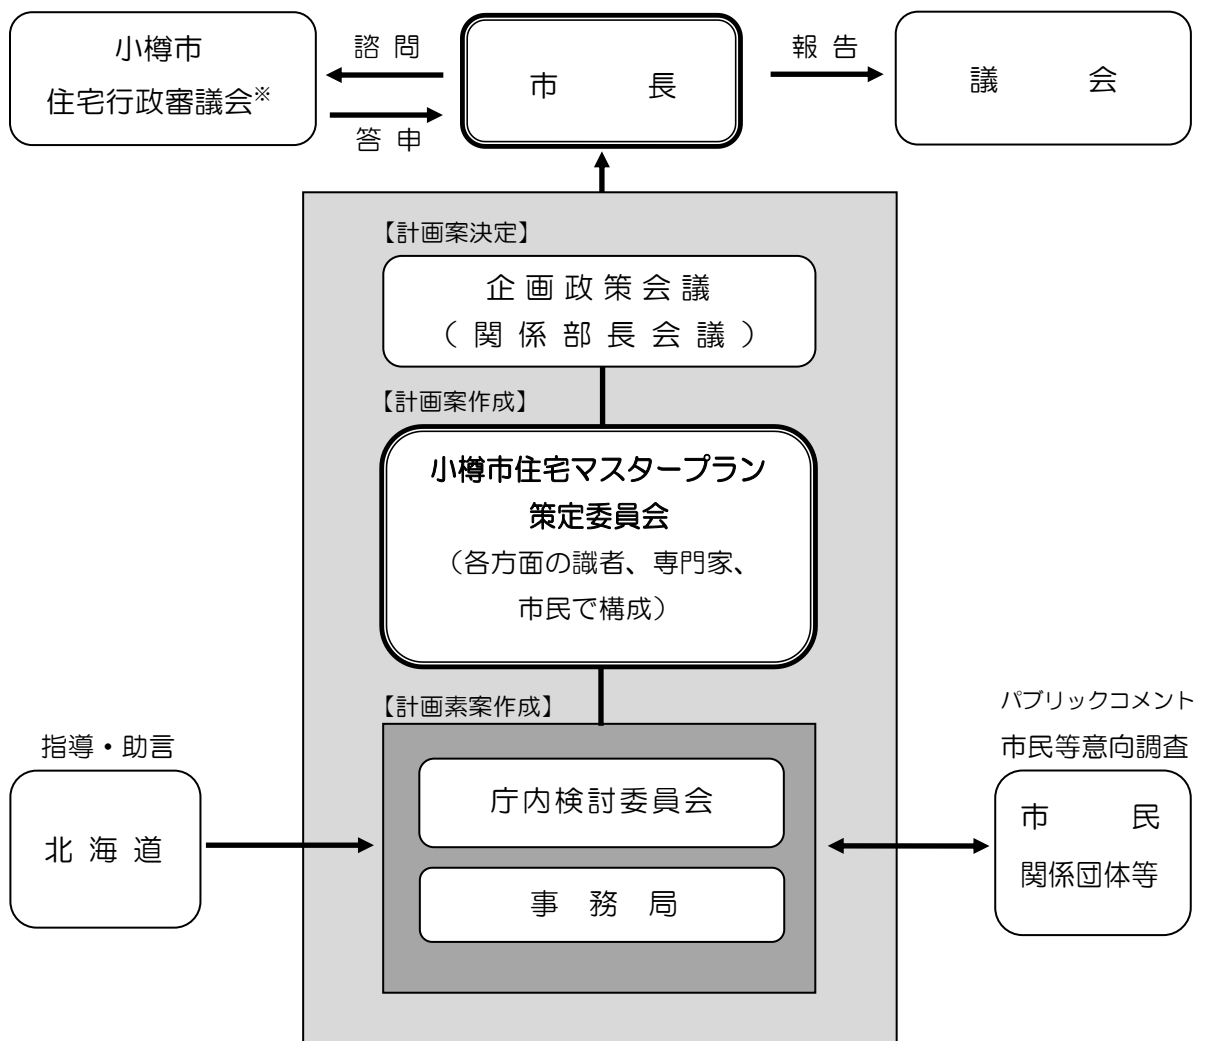 小樽市
住宅行政審議会※
諮問
答申
市長
報告
議会
【計画案決定】
企画政策会議
（関係部長会議）
【計画案作成】
小樽市住宅マスタープラン
策定委員会
（各方面の識者、専門家、
市民で構成）
【計画素案作成】
庁内検討委員会
事務局
指導・助言
北海道
パブリックコメント
市民等意向調査
市民
関係団体等